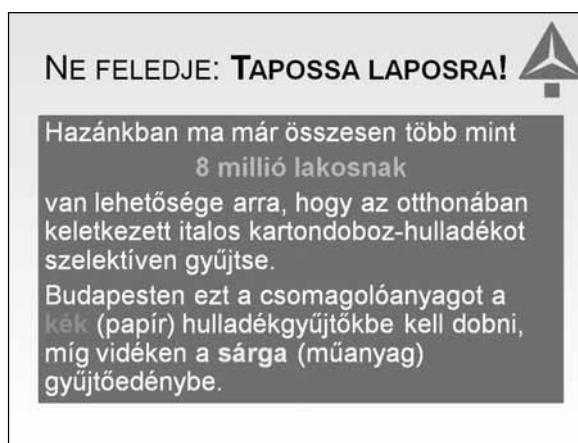 NE FELEDJE: TAPOSSA LAPOSRA!
Hazánkban ma már összesen több mint
8 millió lakosnak
van lehetősége arra, hogy az otthonában
keletkezett italos kartondoboz-hulladékot
szelektíven gyűjtse.
Budapesten ezt a csomagolóanyagot a
kék (papír) hulladékgyűjtőkbe kell dobni,
míg vidéken a sárga (műanyag)
gyűjtőedénybe.